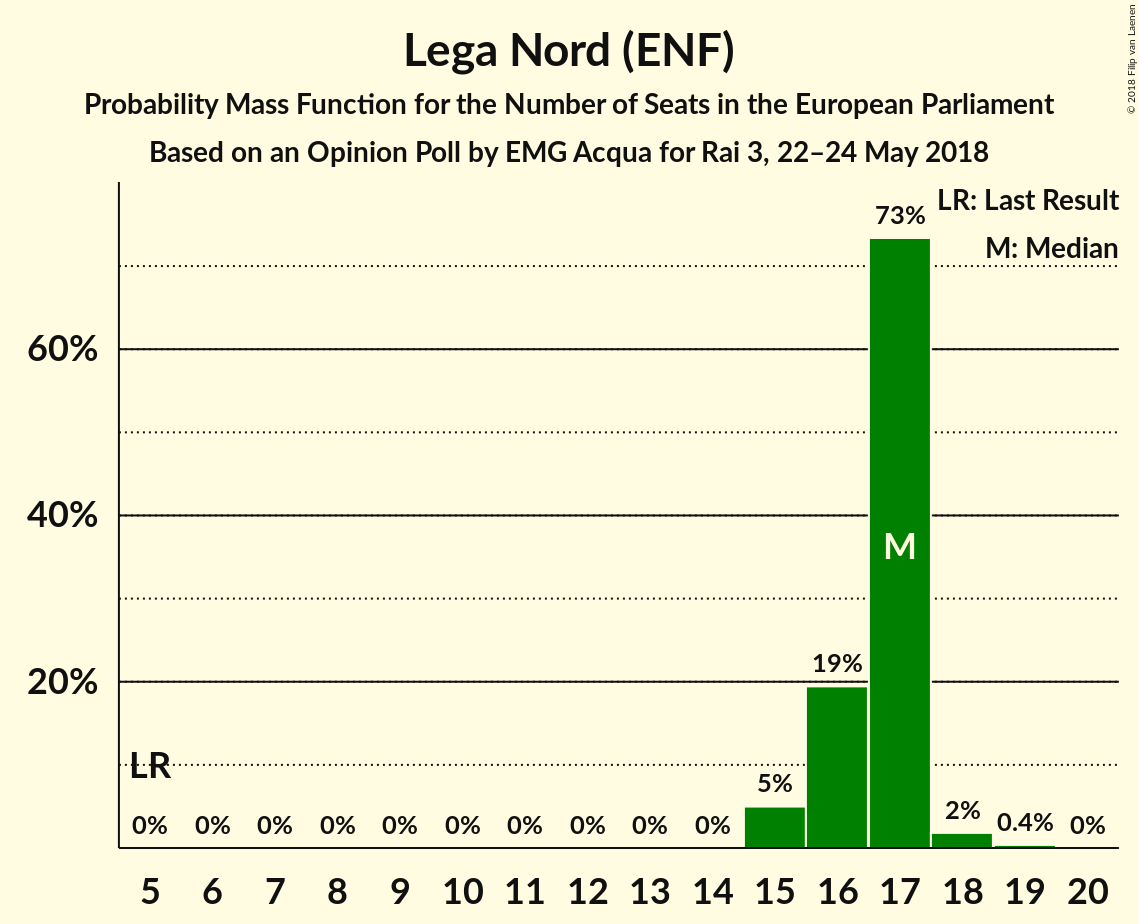 Lega Nord (ENF)
Probability Mass Function for the Number of Seats in the European Parliament
Based on an Opinion Poll by EMG Acqua for Rai 3, 22–24 May 2018
© 2018 Filip van Laenen
LR: Last Result
M: Median
60%
40%
20%
LR
M
0% 0% 0% 0% 0% 0% 0% 0% 0% 0% 5% 19% 73% 2% 0.4% 0%
5 6 7 8 9 10 11 12 13 14 15 16 17 18 19 20